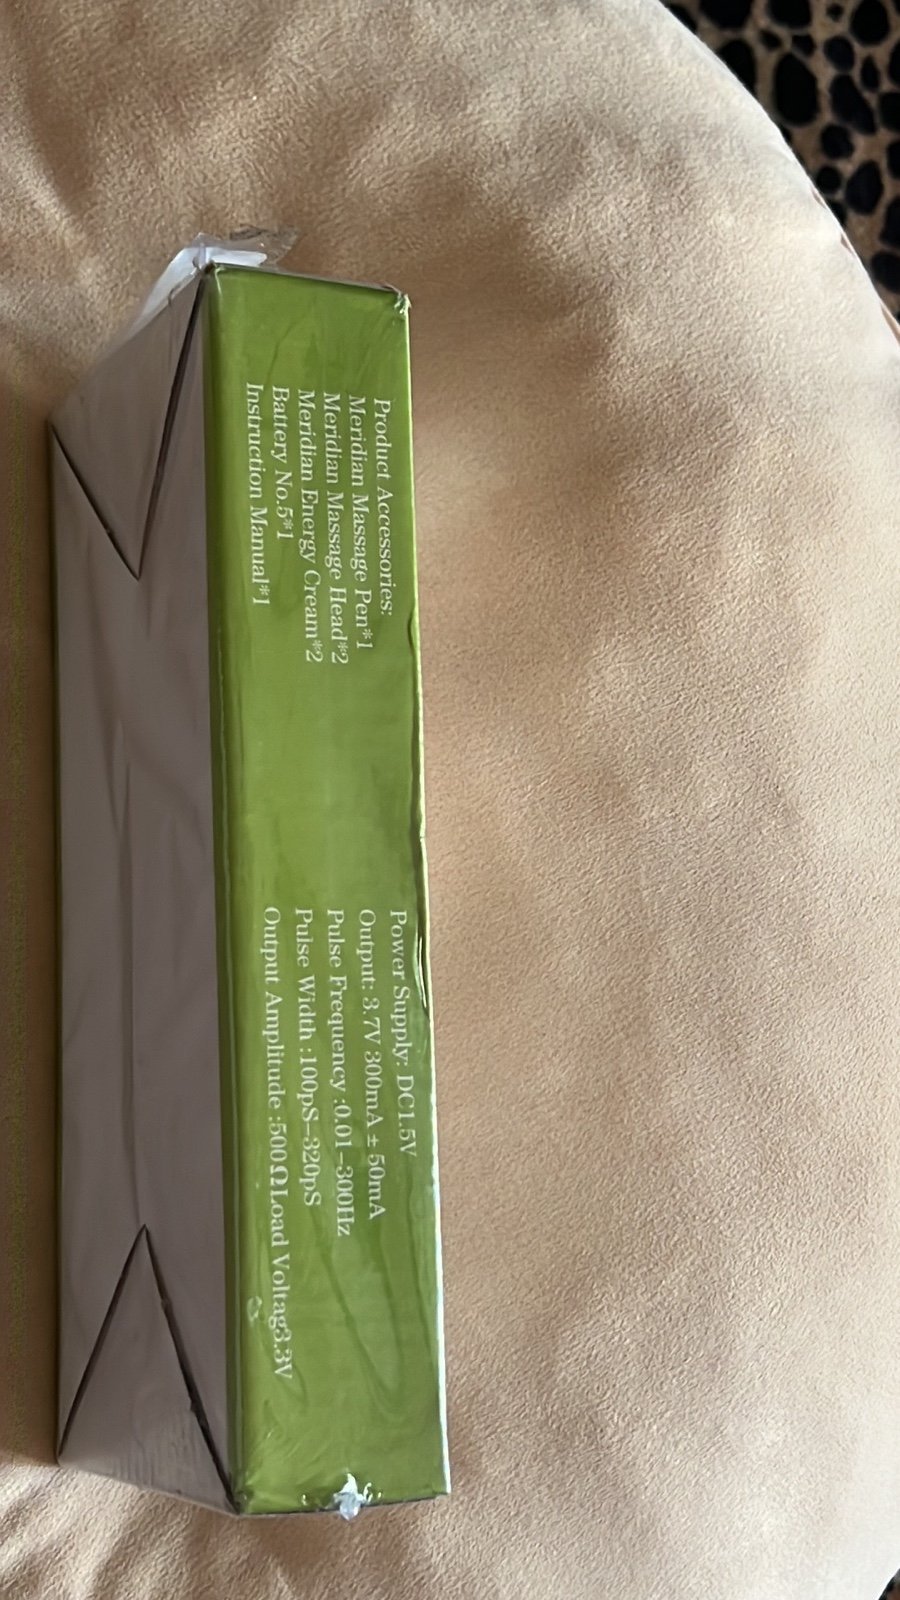 Product Accessories:
Meridian Massage Pen*1
Meridian Massage Head*2
Meridian Energy Cream*2
Battery No.5*1
Instruction Manual*1
Power Supply: DC1.5V
Output: 3.7V 300mA ± 50mA
Pulse Frequency :0.01–300Hz
Pulse Width :100pS–320pS
Output Amplitude :500ΩLoad Voltag3.3V